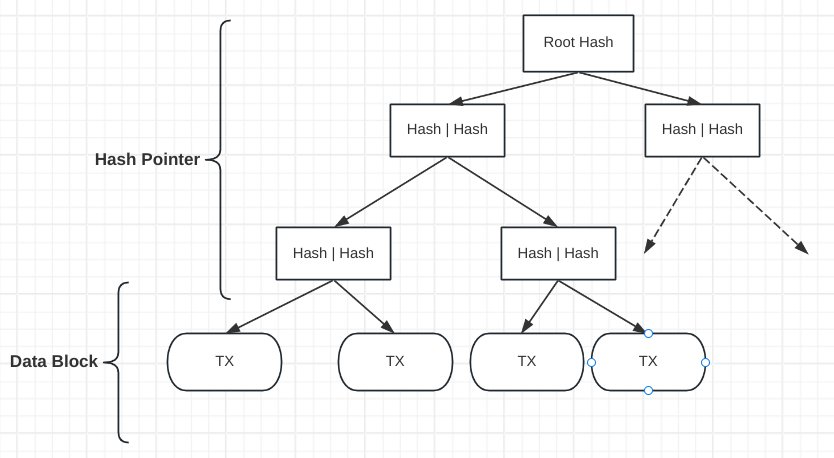 Root Hash
Hash | Hash
Hash | Hash
Hash Pointer
Hash | Hash
Hash | Hash
Data Block
TX
TX
TX
TX